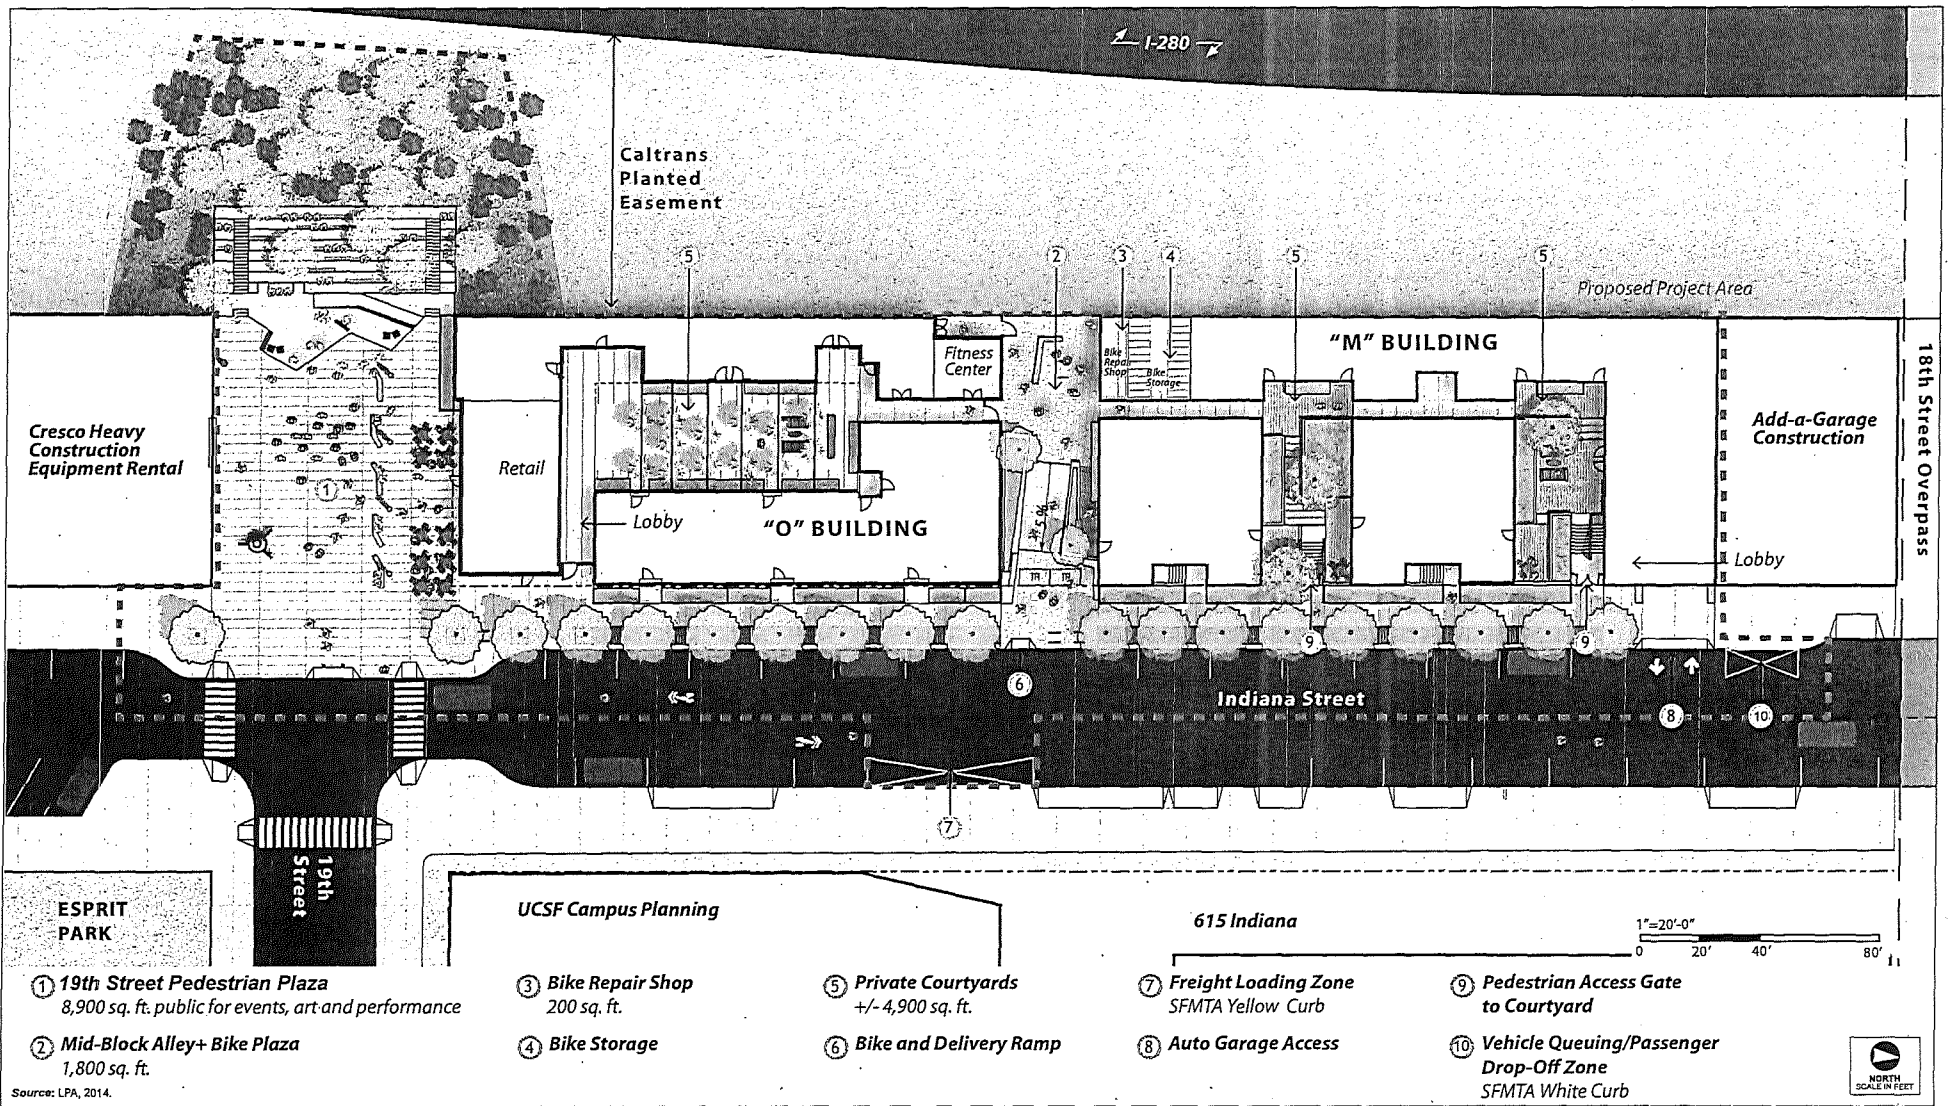 I-280
Caltrans
Planted
Easement
5
2
3
4
5
5
Proposed Project Area
"M" BUILDING
Fitness
Center
Bike
Repair
Shop
Bike
Storage
18th Street Overpass
Cresco Heavy
Construction
Equipment Rental
Add-a-Garage
Construction
Retail
1
Lobby
"O" BUILDING
5%
Lobby
9
9
6
Indiana Street
8
10
7
19th
Street
ESPRIT
PARK
UCSF Campus Planning
615 Indiana
1"=20'-0"
0 20' 40' 80'
1 19th Street Pedestrian Plaza
8,900 sq. ft. public for events, art and performance
2 Mid-Block Alley+ Bike Plaza
1,800 sq. ft.
3 Bike Repair Shop
200 sq. ft.
4 Bike Storage
5 Private Courtyards
+/- 4,900 sq. ft.
6 Bike and Delivery Ramp
7 Freight Loading Zone
SFMTA Yellow Curb
8 Auto Garage Access
9 Pedestrian Access Gate
to Courtyard
10 Vehicle Queuing/Passenger
Drop-Off Zone
SFMTA White Curb
Source: LPA, 2014.
NORTH
SCALE IN FEET